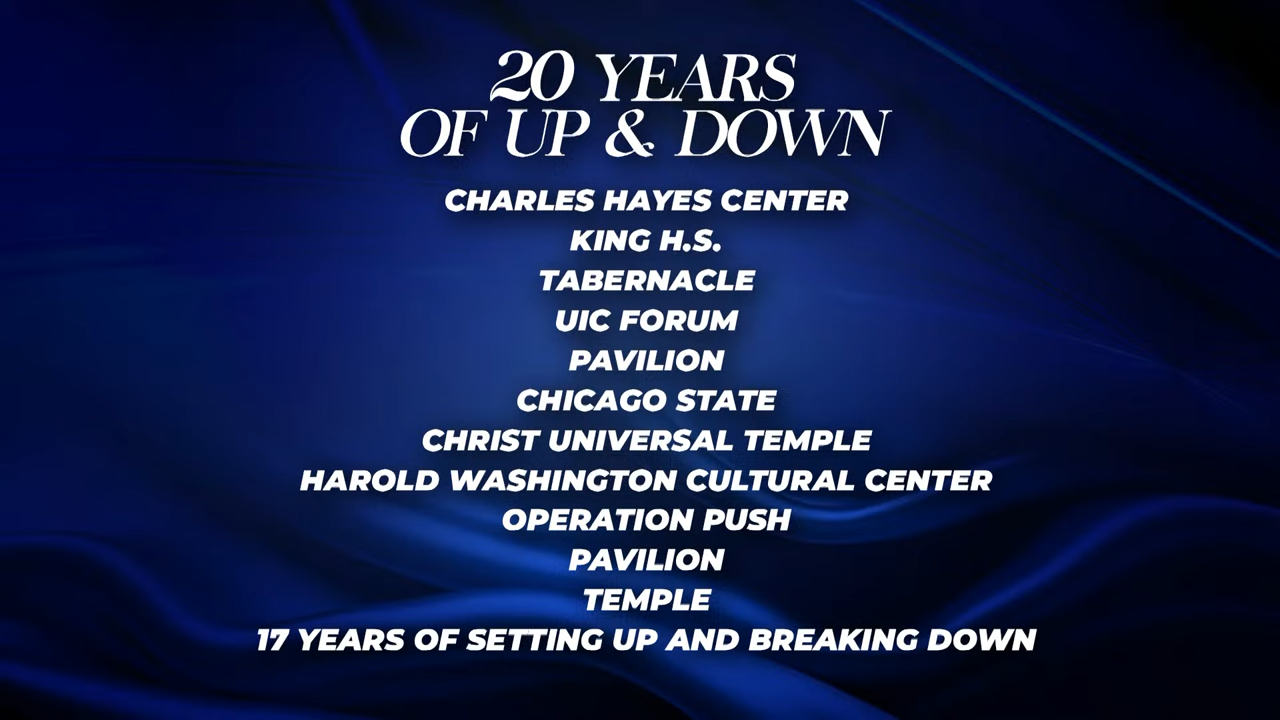 20 YEARS
OF UP & DOWN
CHARLES HAYES CENTER
KING H.S.
TABERNACLE
UIC FORUM
PAVILION
CHICAGO STATE
CHRIST UNIVERSAL TEMPLE
HAROLD WASHINGTON CULTURAL CENTER
OPERATION PUSH
PAVILION
TEMPLE
17 YEARS OF SETTING UP AND BREAKING DOWN